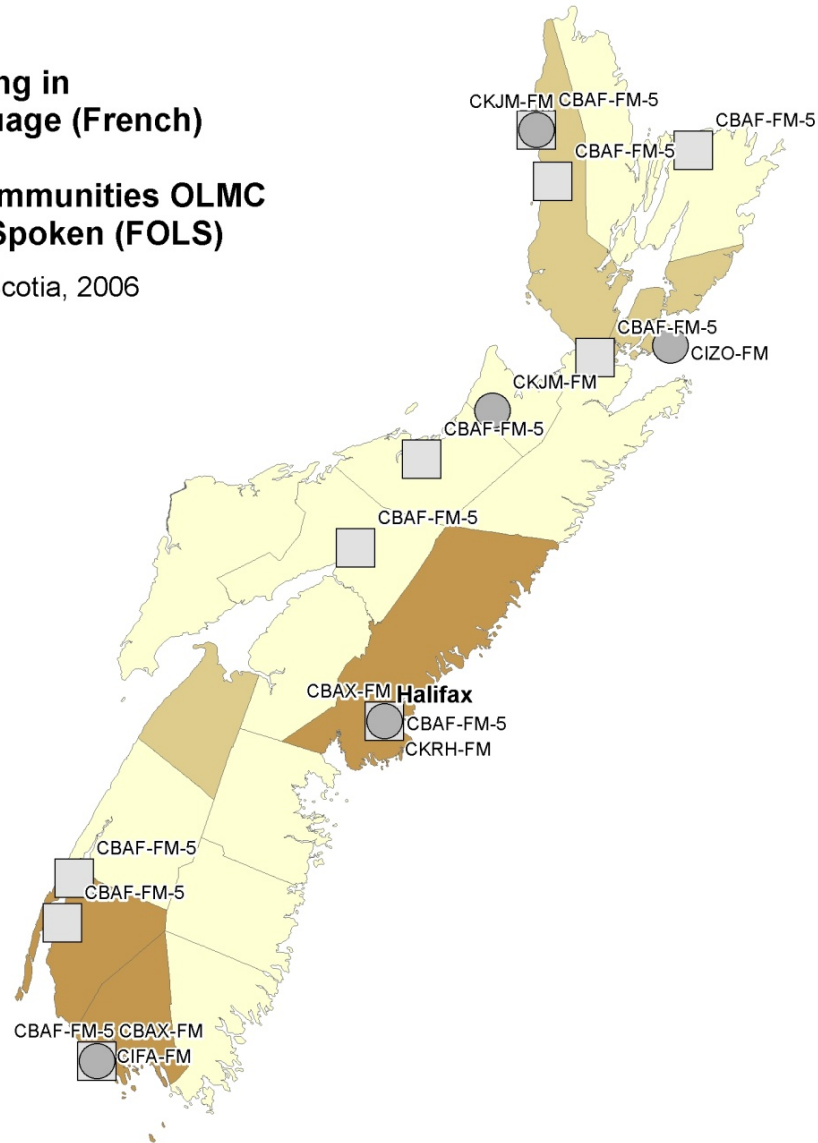 ng in
uage (French)
mmunities OLMC
Spoken (FOLS)
cotia, 2006
CKJM-FM CBAF-FM-5
CBAF-FM-5
CBAF-FM-5
CBAF-FM-5
CIZO-FM
CKJM-FM
CBAF-FM-5
CBAF-FM-5
CBAX-FM Halifax
CBAF-FM-5
CKRH-FM
CBAF-FM-5
CBAF-FM-5
CBAF-FM-5 CBAX-FM
CIFA-FM